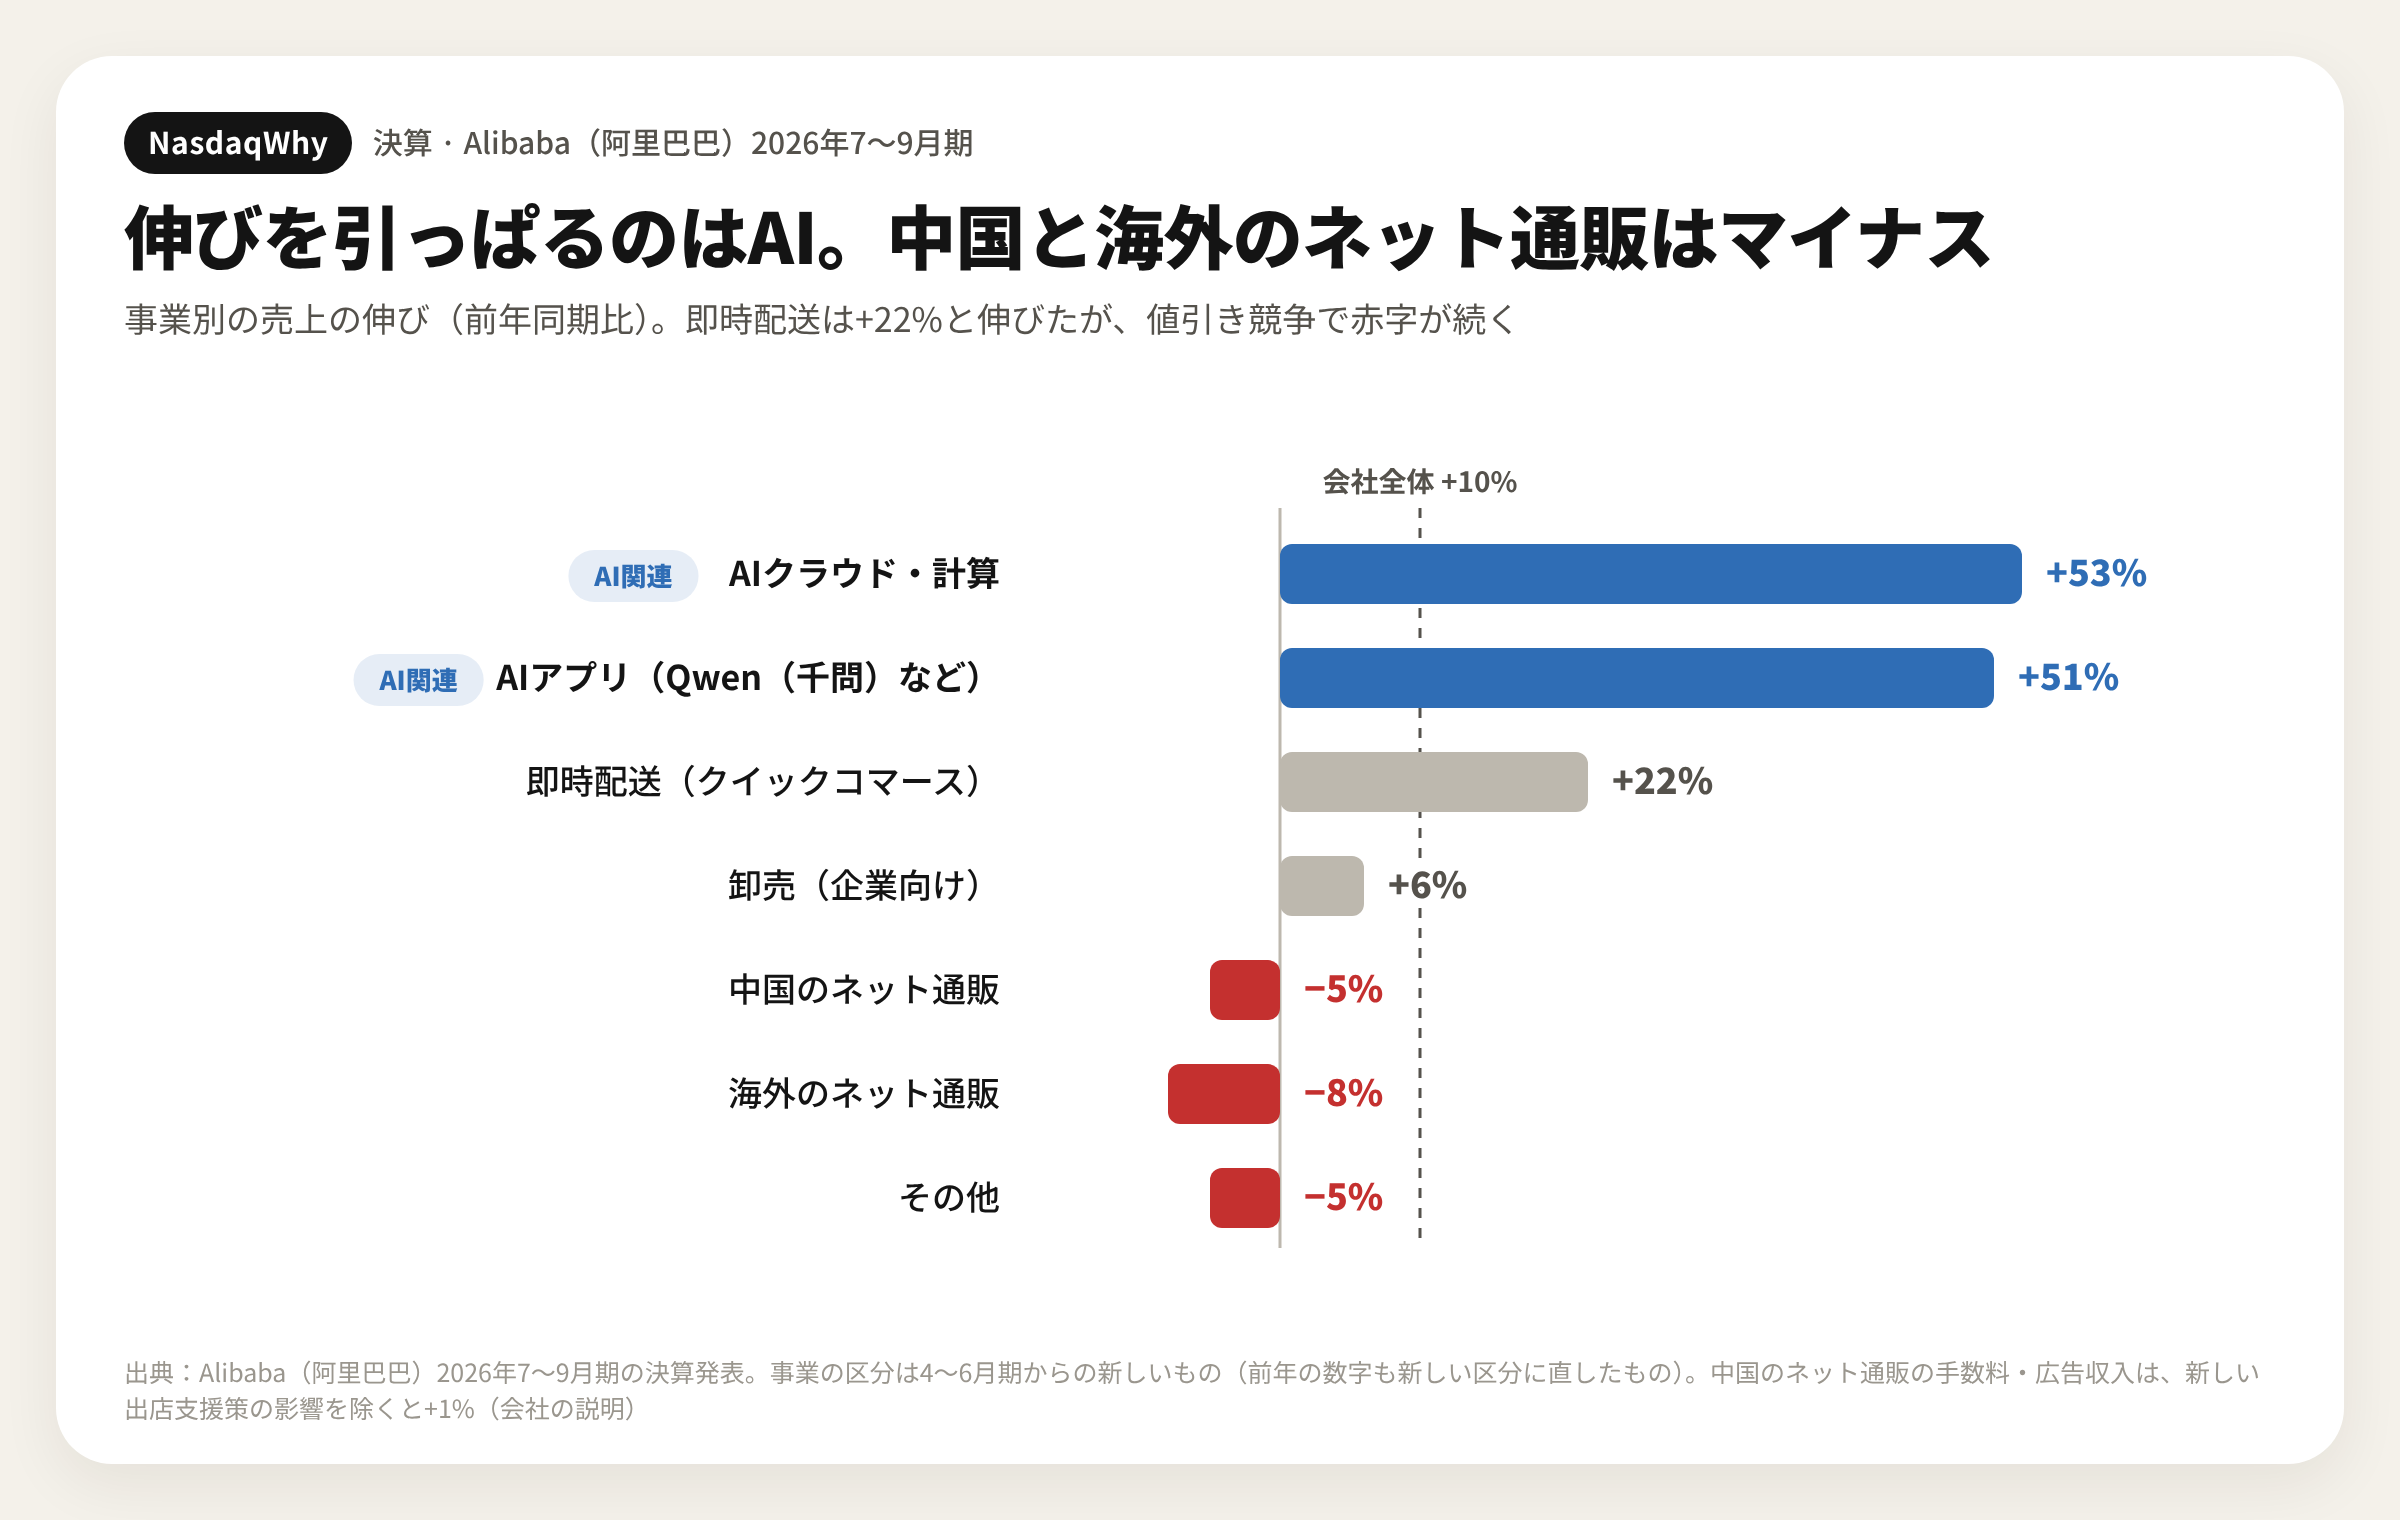 NasdaqWhy 決算 · Alibaba（阿里巴巴）2026年7〜9月期
伸びを引っぱるのはAI。中国と海外のネット通販はマイナス
事業別の売上の伸び（前年同期比）。即時配送は+22%と伸びたが、値引き競争で赤字が続く
会社全体 +10%
AI関連 AIクラウド・計算 +53%
AI関連 AIアプリ（Qwen（千問）など） +51%
即時配送（クイックコマース） +22%
卸売（企業向け） +6%
中国のネット通販 −5%
海外のネット通販 −8%
その他 −5%
出典：Alibaba（阿里巴巴）2026年7〜9月期の決算発表。事業の区分は4〜6月期からの新しいもの（前年の数字も新しい区分に直したもの）。中国のネット通販の手数料・広告収入は、新しい
出店支援策の影響を除くと+1%（会社の説明）